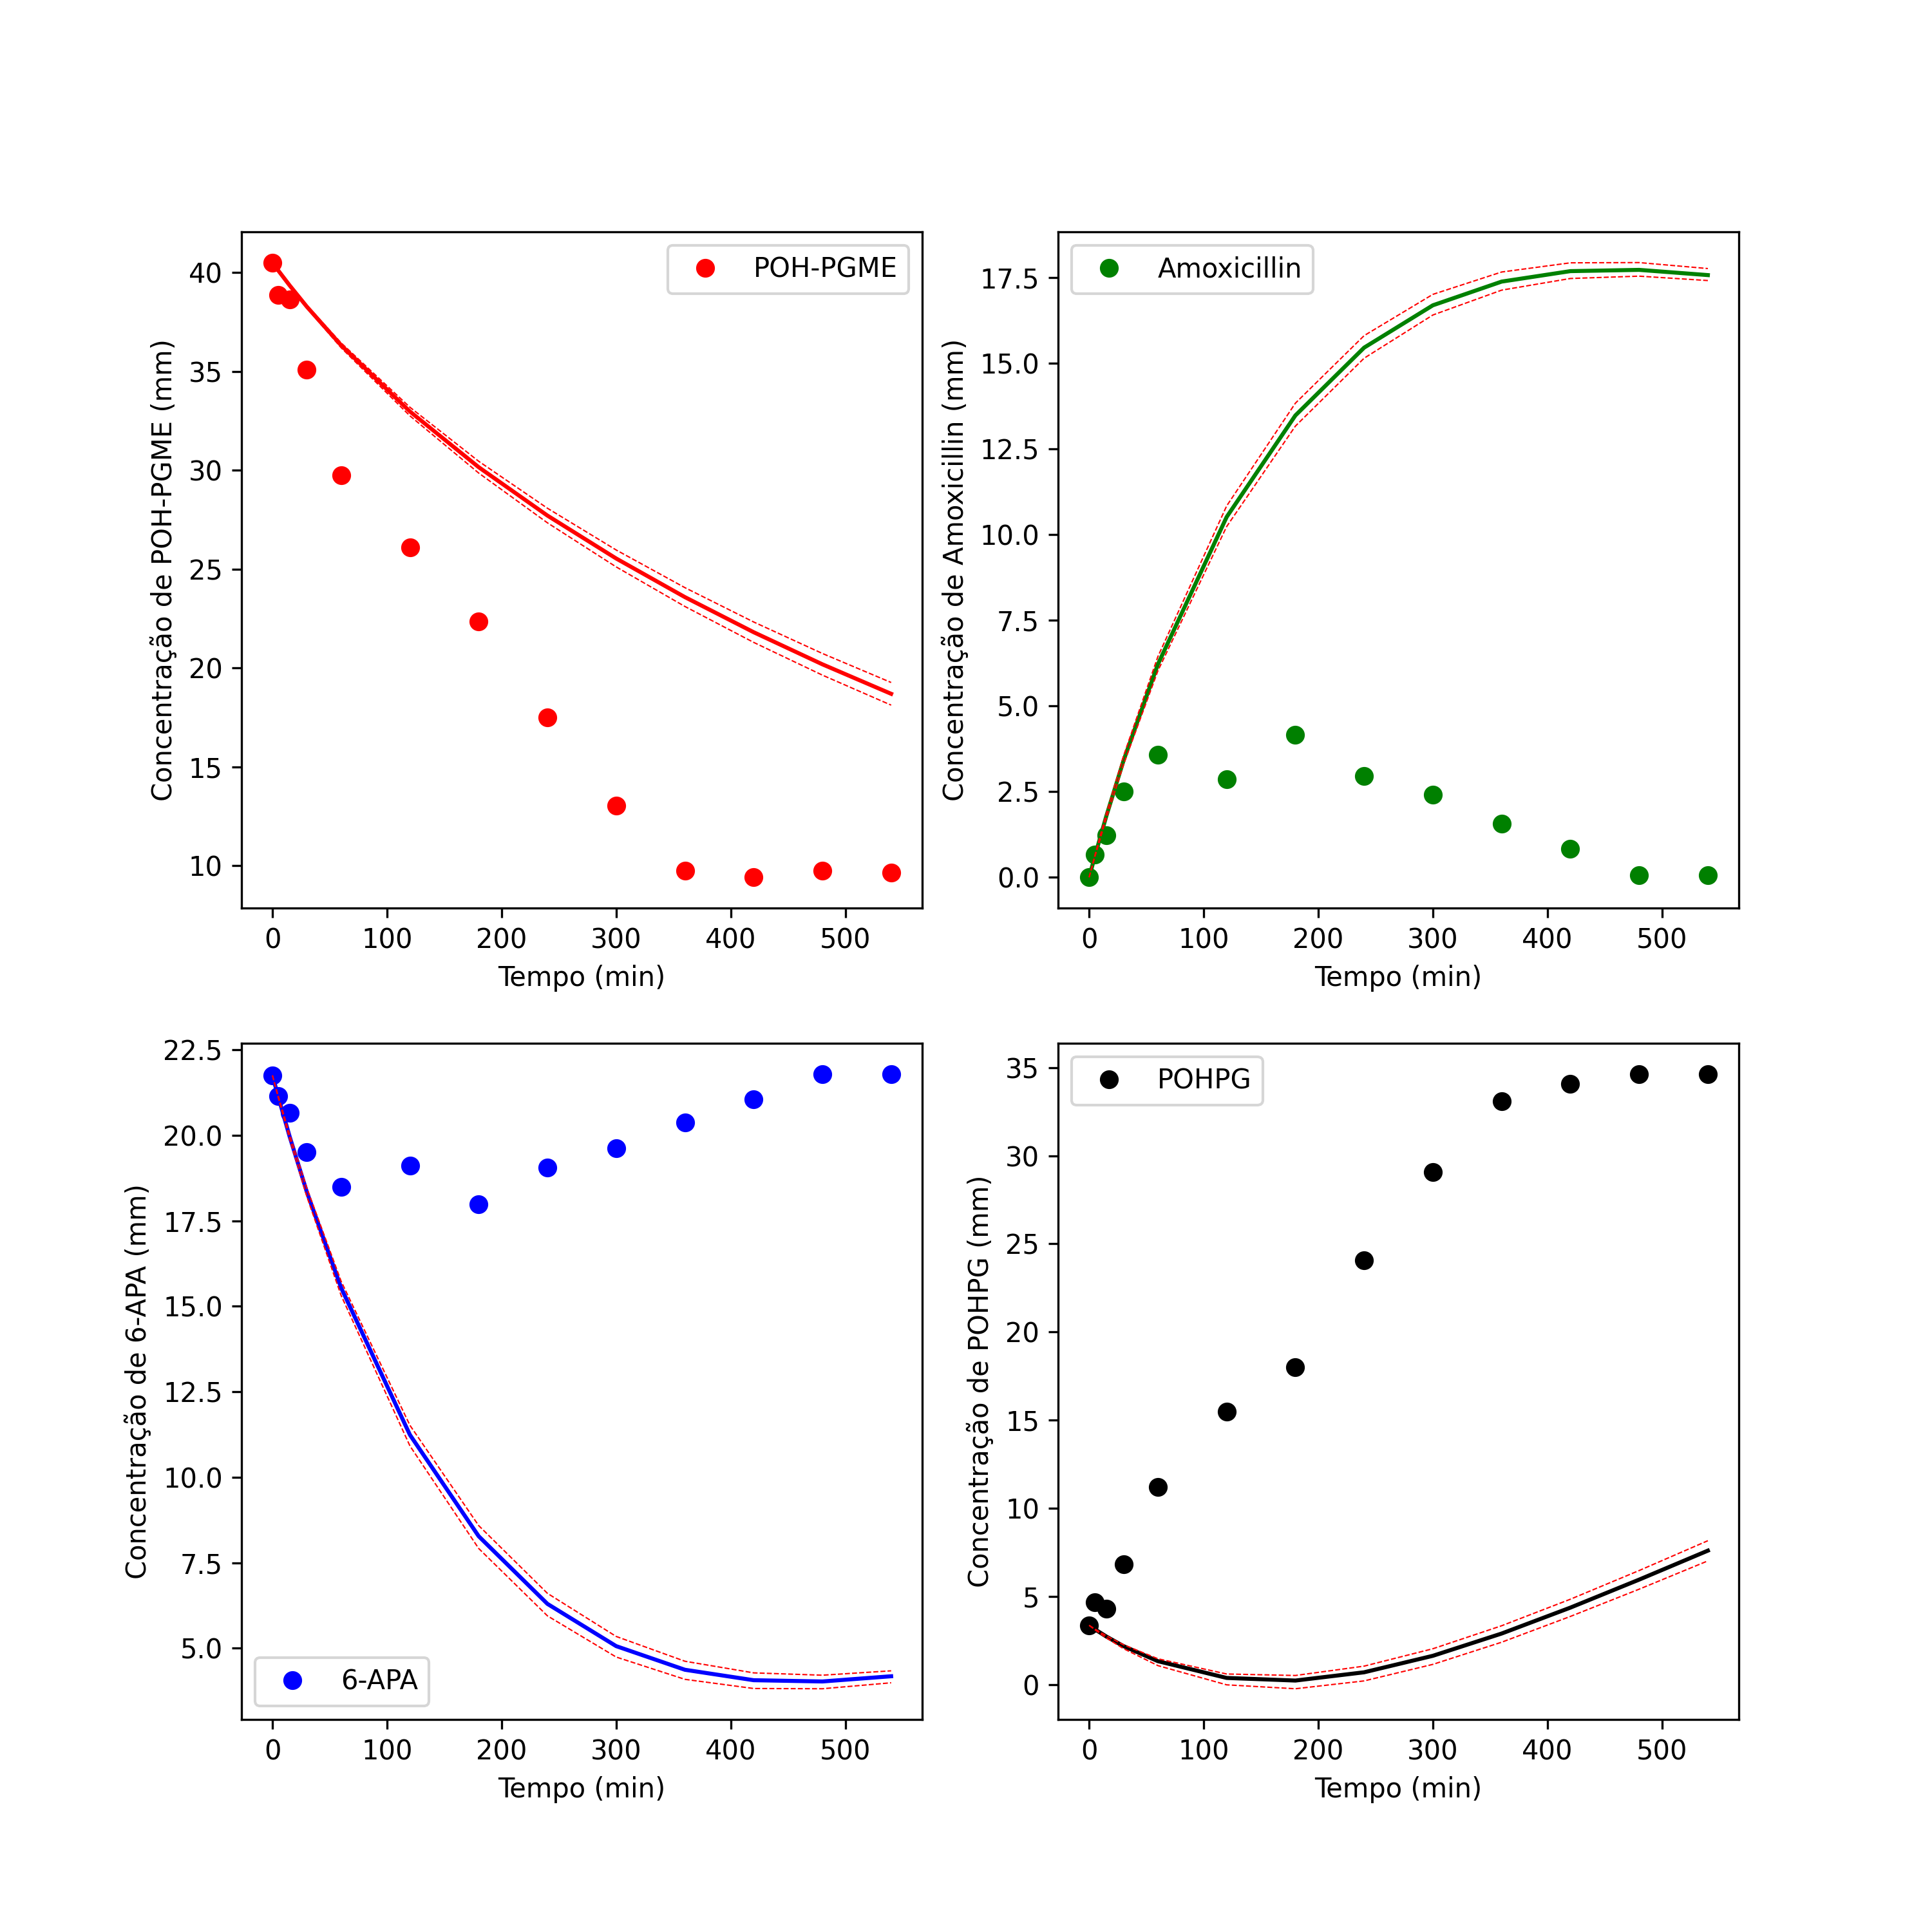 POH-PGME
40
35
30
25
20
15
10
Concentração de POH-PGME (mm)
0 100 200 300 400 500
Tempo (min)
Amoxicillin
17.5
15.0
12.5
10.0
7.5
5.0
2.5
0.0
Concentração de Amoxicillin (mm)
0 100 200 300 400 500
Tempo (min)
6-APA
22.5
20.0
17.5
15.0
12.5
10.0
7.5
5.0
Concentração de 6-APA (mm)
0 100 200 300 400 500
Tempo (min)
POHPG
35
30
25
20
15
10
5
0
Concentração de POHPG (mm)
0 100 200 300 400 500
Tempo (min)